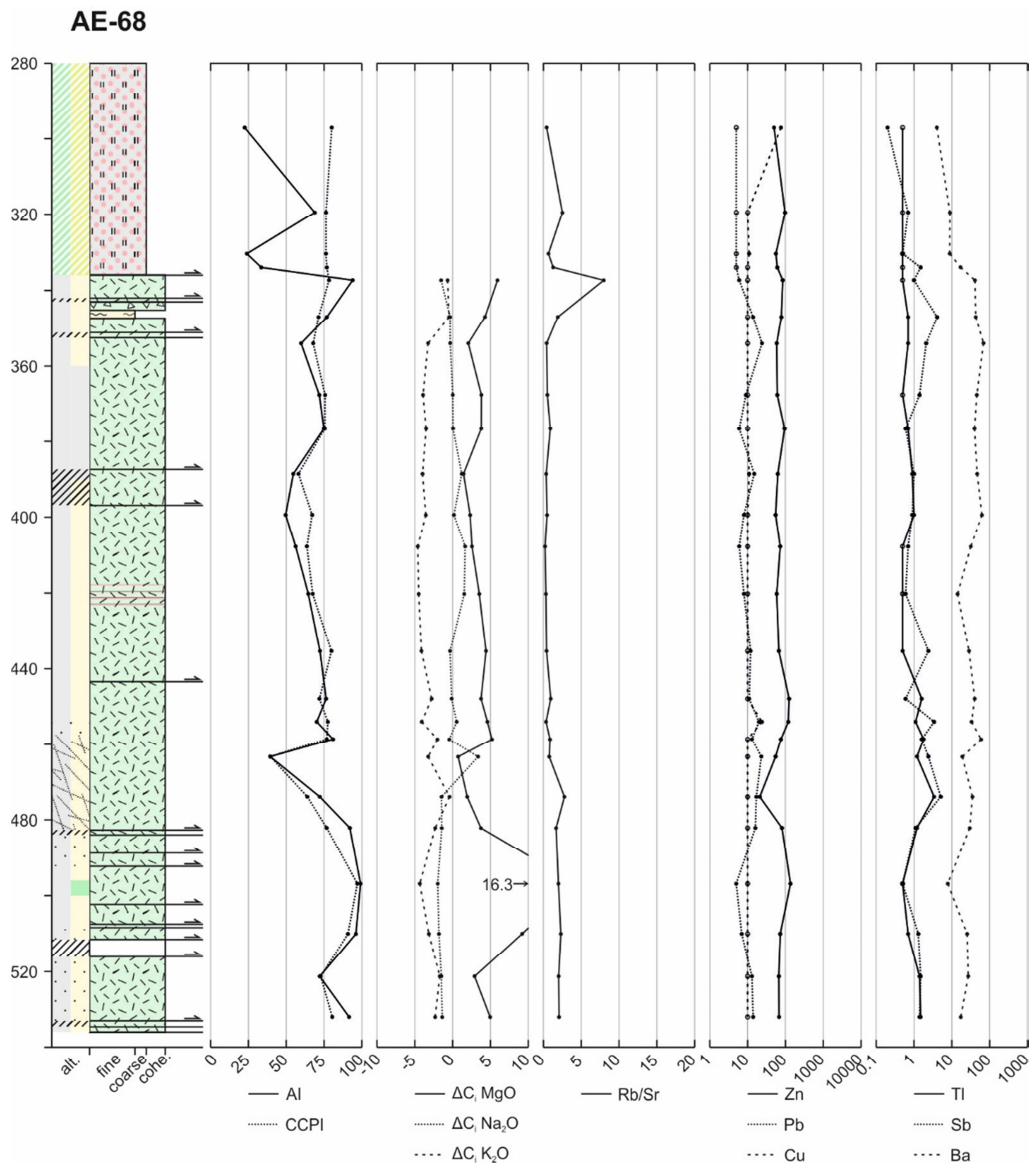 AE-68
280
320
360
400
440
480
520
16.3→
alt. fine coarse cohe.
0 25 50 75 100
-10 -5 0 5 10
0 5 10 15 20
1 10 100 1000 10000
0.1 1 10 100 1000
AI
CCPI
ΔCᵢ MgO
ΔCᵢ Na₂O
ΔCᵢ K₂O
Rb/Sr
Zn
Pb
Cu
Tl
Sb
Ba